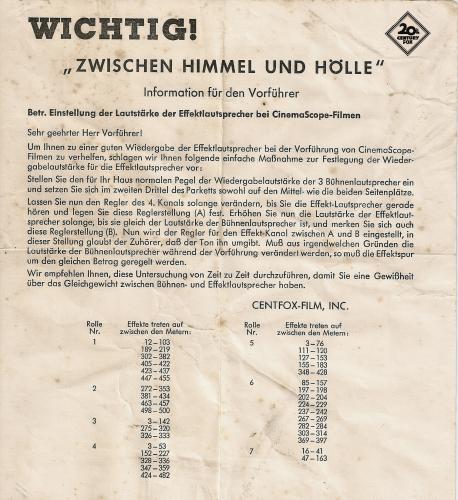 WICHTIG!
20th CENTURY FOX
„ZWISCHEN HIMMEL UND HÖLLE"
Information für den Vorführer
Betr. Einstellung der Lautstärke der Effektlautsprecher bei CinemaScope-Filmen
Sehr geehrter Herr Vorführer!
Um Ihnen zu einer guten Wiedergabe der Effektlautsprecher bei der Vorführung von CinemaScope-
Filmen zu verhelfen, schlagen wir Ihnen folgende einfache Maßnahme zur Festlegung der Wieder-
gabelautstärke für die Effektlautsprecher vor:
Stellen Sie den für Ihr Haus normalen Pegel der Wiedergabelautstärke der 3 Bühnenlautsprecher ein
und setzen Sie sich im zweiten Drittel des Parketts sowohl auf den Mittel- wie die beiden Seitenplätze.
Lassen Sie nun den Regler des 4. Kanals solange verändern, bis Sie die Effekt-Lautsprecher gerade
hören und legen Sie diese Reglerstellung (A) fest. Erhöhen Sie nun die Lautstärke der Effektlaut-
sprecher solange, bis sie gleich der Lautstärke der Bühnenlautsprecher ist, und merken Sie sich auch
diese Reglerstellung (B). Nun wird der Regler für den Effekt-Kanal zwischen A und B eingestellt, in
dieser Stellung glaubt der Zuhörer, daß der Ton ihn umgibt. Muß aus irgendwelchen Gründen die
Lautstärke der Bühnenlautsprecher während der Vorführung verändert werden, so muß die Effektspur
um den gleichen Betrag geregelt werden.
Wir empfehlen Ihnen, diese Untersuchung von Zeit zu Zeit durchzuführen, damit Sie eine Gewißheit
über das Gleichgewicht zwischen Bühnen- und Effektlautsprecher haben.
CENTFOX-FILM, INC.
Rolle Nr. Effekte treten auf zwischen den Metern:
1 12–103
189–219
302–382
405–422
423–437
447–455
2 272–353
381–434
463–457
498–500
3 3–142
275–320
326–333
4 3–53
152–227
328–336
347–359
424–482
Rolle Nr. Effekte treten auf zwischen den Metern:
5 3–76
111–120
127–153
155–183
348–428
6 85–157
197–198
202–204
224–229
237–242
267–269
282–284
303–314
369–397
7 16–41
47–163